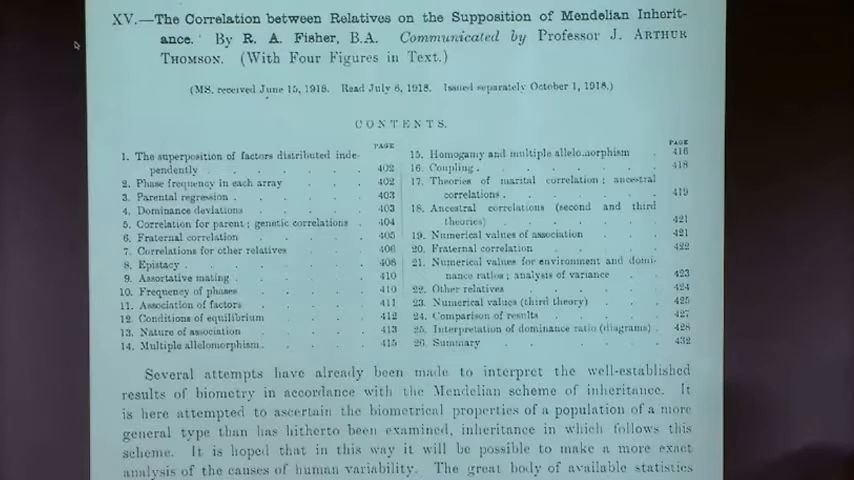 XV.—The Correlation between Relatives on the Supposition of Mendelian Inherit-
ance. By R. A. Fisher, B.A. Communicated by Professor J. ARTHUR
THOMSON. (With Four Figures in Text.)
(MS. received June 15, 1918. Read July 8, 1918. Issued separately October 1, 1918.)
CONTENTS.
PAGE
1. The superposition of factors distributed inde-
pendently . . . . . 402
2. Phase frequency in each array . . . 402
3. Parental regression . . . . . 403
4. Dominance deviations . . . . 403
5. Correlation for parent; genetic correlations . 404
6. Fraternal correlation . . . . 405
7. Correlations for other relatives . . . 406
8. Epistacy . . . . . . 408
9. Assortative mating . . . . . 410
10. Frequency of phases . . . . 410
11. Association of factors . . . . 411
12. Conditions of equilibrium . . . . 412
13. Nature of association . . . . 413
14. Multiple allelomorphism . . . . 415
PAGE
15. Homogamy and multiple allelomorphism . 416
16. Coupling . . . . . . 418
17. Theories of marital correlation; ancestral
correlations . . . . . . 419
18. Ancestral correlations (second and third
theories) . . . . . . 421
19. Numerical values of association . . . 421
20. Fraternal correlation . . . . 422
21. Numerical values for environment and domi-
nance ratios; analysis of variance . . 423
22. Other relatives . . . . . 424
23. Numerical values (third theory) . . . 425
24. Comparison of results . . . . 427
25. Interpretation of dominance ratio (diagrams) . 428
26. Summary . . . . . . 432
Several attempts have already been made to interpret the well-established
results of biometry in accordance with the Mendelian scheme of inheritance. It
is here attempted to ascertain the biometrical properties of a population of a more
general type than has hitherto been examined, inheritance in which follows this
scheme. It is hoped that in this way it will be possible to make a more exact
analysis of the causes of human variability. The great body of available statistics